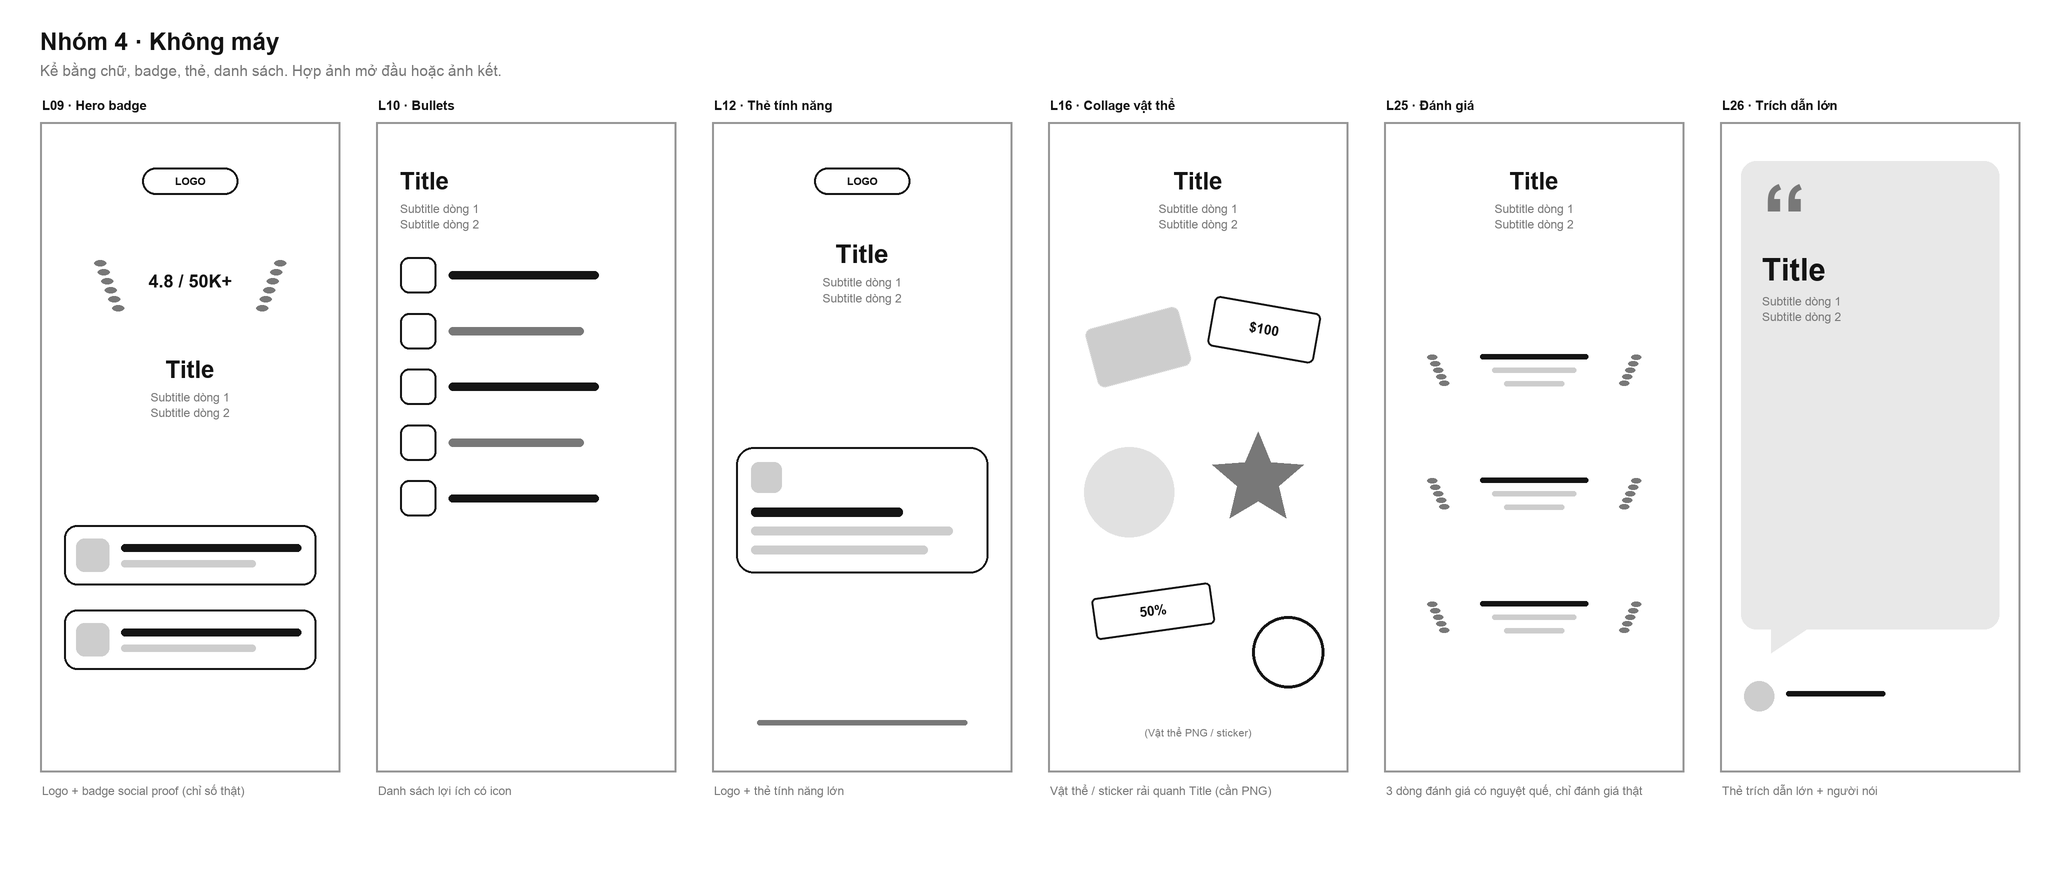 Nhóm 4 · Không máy
Kể bằng chữ, badge, thẻ, danh sách. Hợp ảnh mở đầu hoặc ảnh kết.
L09 · Hero badge
LOGO
4.8 / 50K+
Title
Subtitle dòng 1
Subtitle dòng 2
Logo + badge social proof (chỉ số thật)
L10 · Bullets
Title
Subtitle dòng 1
Subtitle dòng 2
Danh sách lợi ích có icon
L12 · Thẻ tính năng
LOGO
Title
Subtitle dòng 1
Subtitle dòng 2
Logo + thẻ tính năng lớn
L16 · Collage vật thể
Title
Subtitle dòng 1
Subtitle dòng 2
$100
50%
(Vật thể PNG / sticker)
Vật thể / sticker rải quanh Title (cần PNG)
L25 · Đánh giá
Title
Subtitle dòng 1
Subtitle dòng 2
3 dòng đánh giá có nguyệt quế, chỉ đánh giá thật
L26 · Trích dẫn lớn
“
Title
Subtitle dòng 1
Subtitle dòng 2
Thẻ trích dẫn lớn + người nói